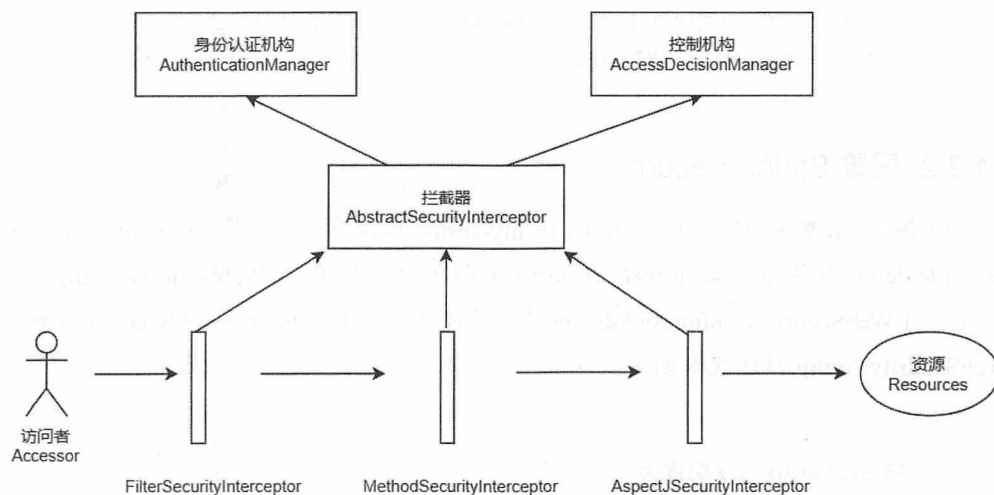 身份认证机构
AuthenticationManager
控制机构
AccessDecisionManager
拦截器
AbstractSecurityInterceptor
访问者
Accessor
资源
Resources
FilterSecurityInterceptor
MethodSecurityInterceptor
AspectJSecurityInterceptor